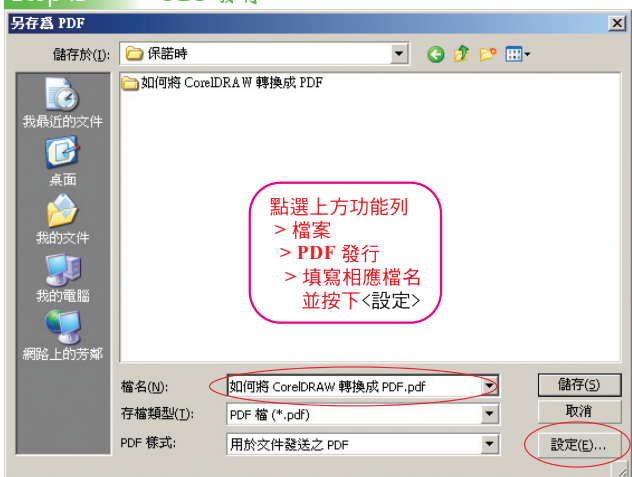 另存為 PDF
儲存於(I):
保諾時
如何將 CorelDRAW 轉換成 PDF
我最近的文件
桌面
我的文件
我的電腦
網路上的芳鄰
點選上方功能列
> 檔案
> PDF 發行
> 填寫相應檔名
並按下<設定>
檔名(N):
如何將 CorelDRAW 轉換成 PDF.pdf
儲存(S)
存檔類型(T):
PDF 檔 (*.pdf)
取消
PDF 樣式:
用於文件發送之 PDF
設定(E)...